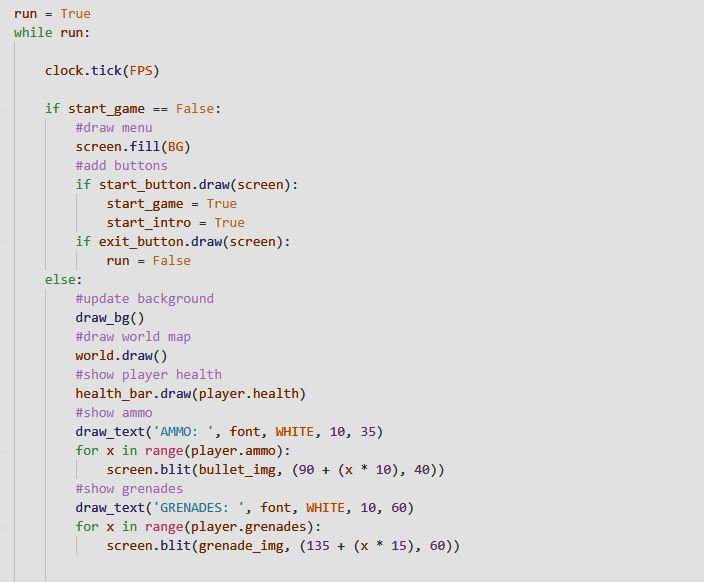 run = True
while run:
clock.tick(FPS)
if start_game == False:
#draw menu
screen.fill(BG)
#add buttons
if start_button.draw(screen):
start_game = True
start_intro = True
if exit_button.draw(screen):
run = False
else:
#update background
draw_bg()
#draw world map
world.draw()
#show player health
health_bar.draw(player.health)
#show ammo
draw_text('AMMO: ', font, WHITE, 10, 35)
for x in range(player.ammo):
screen.blit(bullet_img, (90 + (x * 10), 40))
#show grenades
draw_text('GRENADES: ', font, WHITE, 10, 60)
for x in range(player.grenades):
screen.blit(grenade_img, (135 + (x * 15), 60))